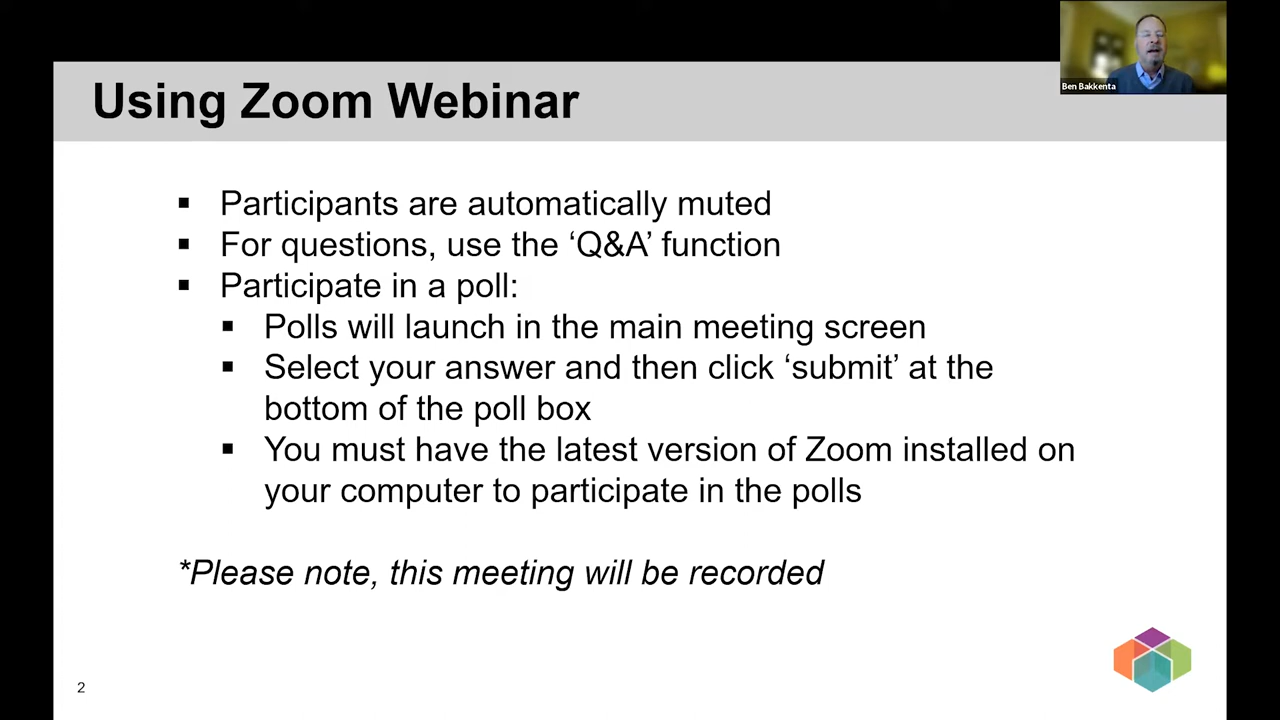 Ben Bakkenta
Using Zoom Webinar
▪ Participants are automatically muted
▪ For questions, use the ‘Q&A’ function
▪ Participate in a poll:
▪ Polls will launch in the main meeting screen
▪ Select your answer and then click ‘submit’ at the
bottom of the poll box
▪ You must have the latest version of Zoom installed on
your computer to participate in the polls
*Please note, this meeting will be recorded
2